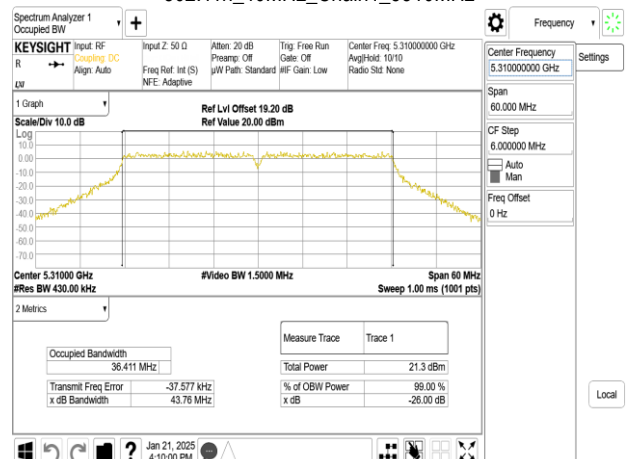 Spectrum Analyzer 1
Occupied BW
Frequency
KEYSIGHT
R
Input: RF
Coupling: DC
Align: Auto
Input Z: 50 Ω
Freq Ref: Int (S)
NFE: Adaptive
Atten: 20 dB
Preamp: Off
µW Path: Standard
Trig: Free Run
Gate: Off
#IF Gain: Low
Center Freq: 5.310000000 GHz
Avg|Hold: 10/10
Radio Std: None
Center Frequency
5.310000000 GHz
Settings
Span
60.000 MHz
CF Step
6.000000 MHz
Auto
Man
Freq Offset
0 Hz
1 Graph
Scale/Div 10.0 dB
Ref Lvl Offset 19.20 dB
Ref Value 20.00 dBm
Log
10.0
0.00
-10.0
-20.0
-30.0
-40.0
-50.0
-60.0
-70.0
Center 5.31000 GHz
#Res BW 430.00 kHz
#Video BW 1.5000 MHz
Span 60 MHz
Sweep 1.00 ms (1001 pts)
2 Metrics
Measure Trace Trace 1
Occupied Bandwidth
36.411 MHz
Total Power 21.3 dBm
Transmit Freq Error -37.577 kHz
% of OBW Power 99.00 %
x dB Bandwidth 43.76 MHz
x dB -26.00 dB
Local
Jan 21, 2025
4:10:00 PM